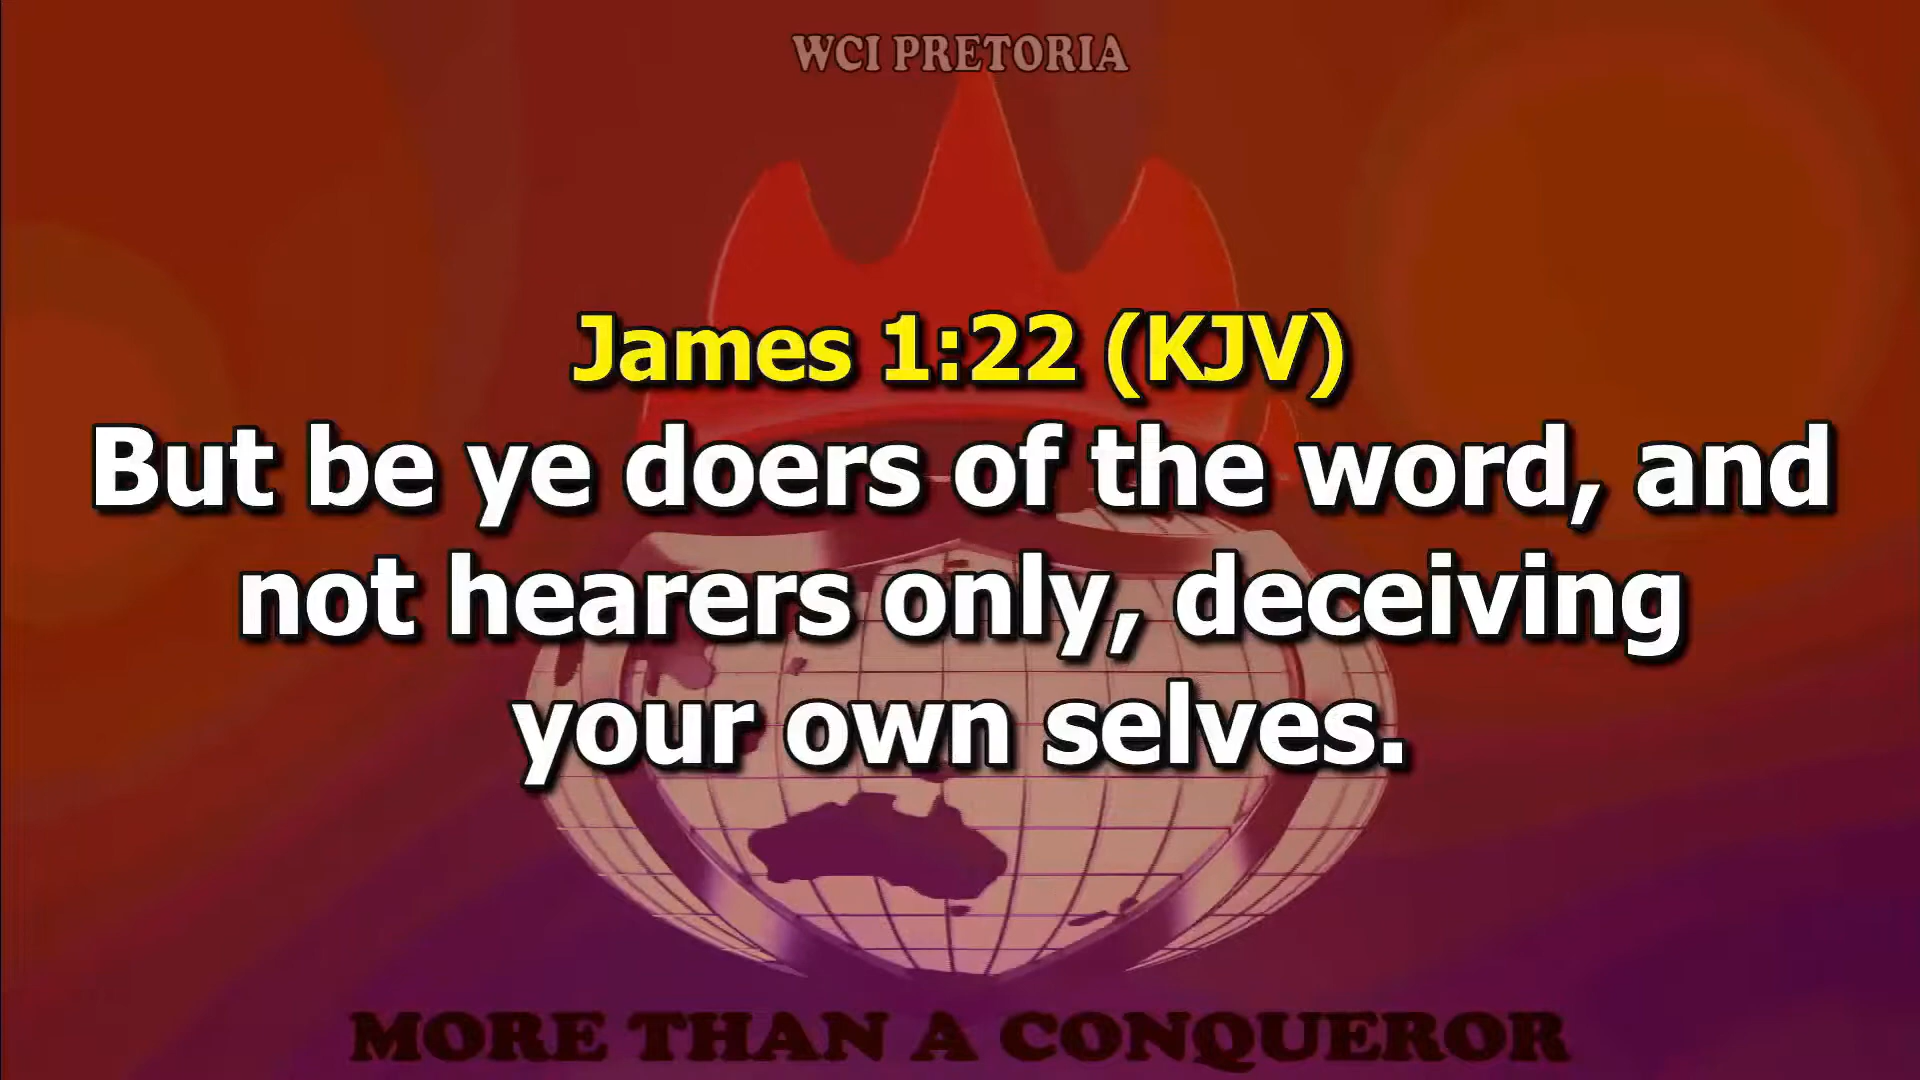 WCI PRETORIA
James 1:22 (KJV)
But be ye doers of the word, and
not hearers only, deceiving
your own selves.
MORE THAN A CONQUEROR